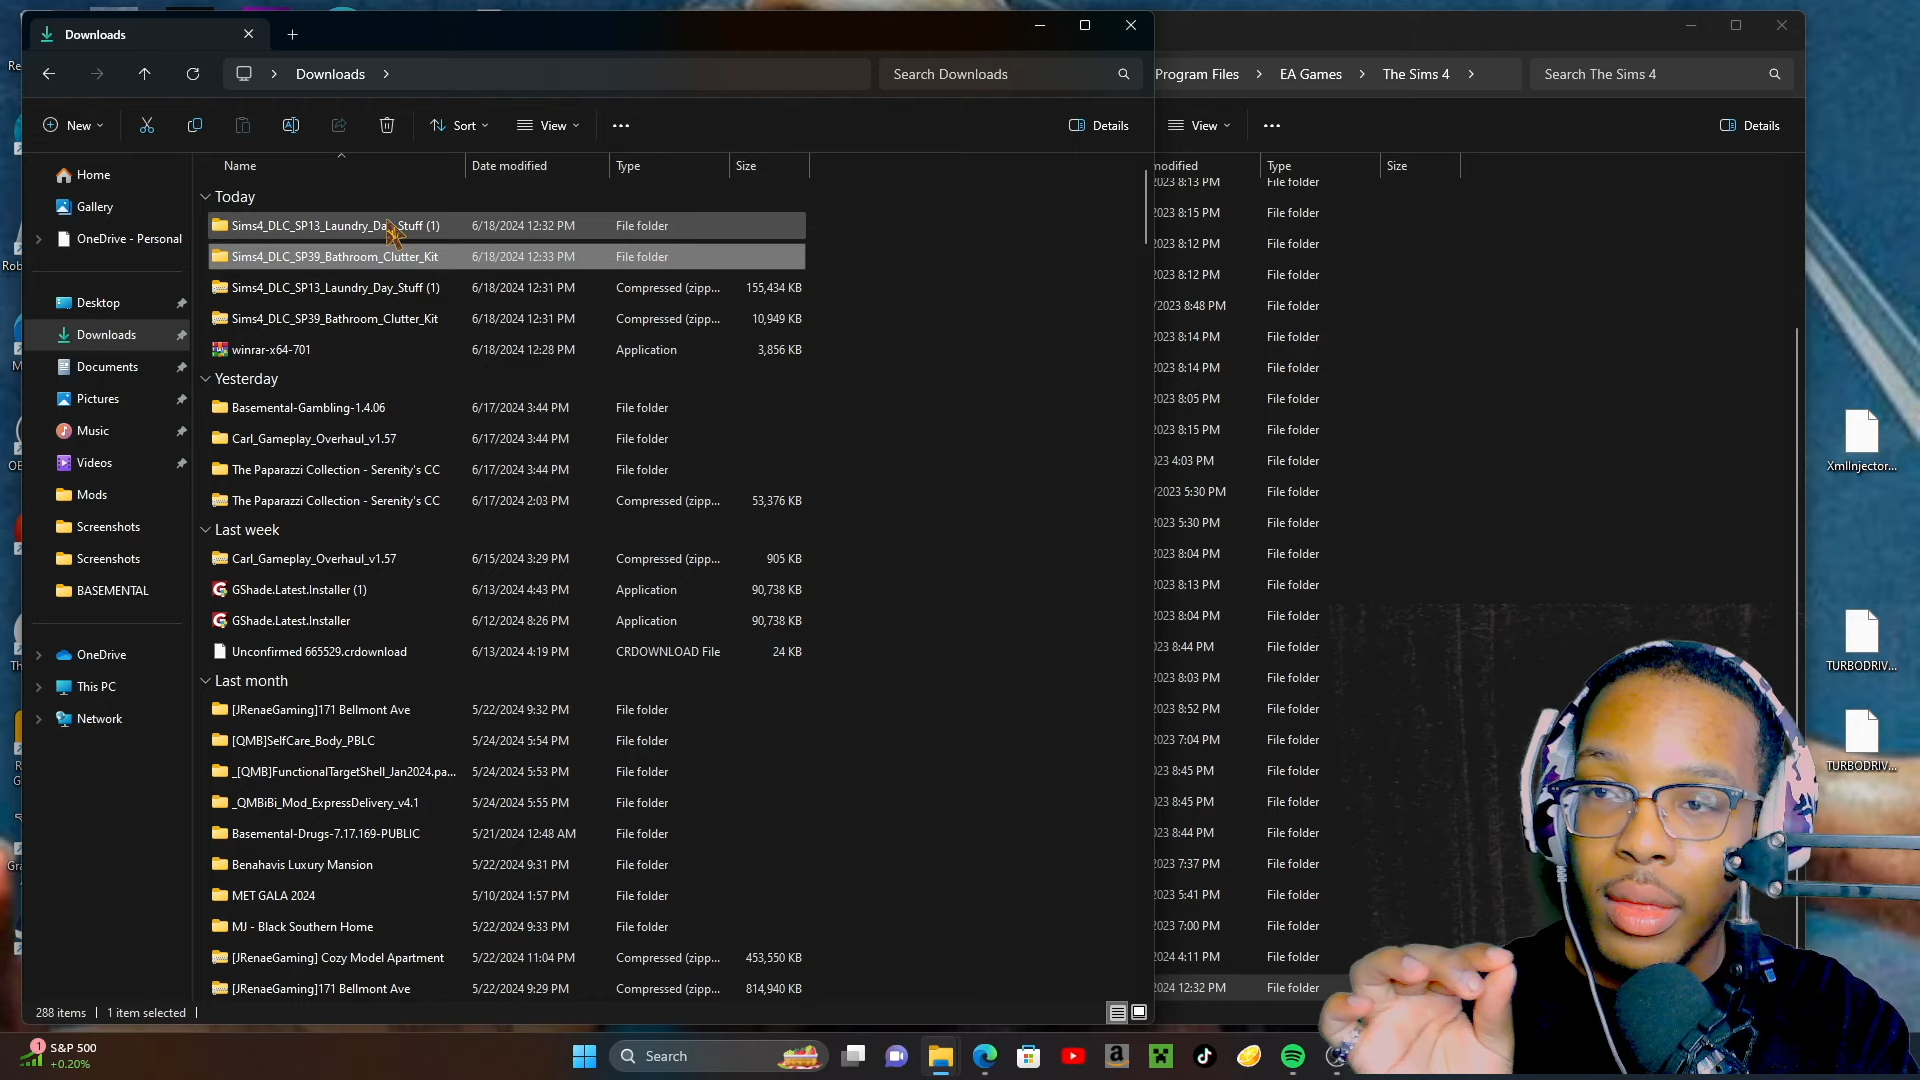 Downloads
Downloads
Search Downloads
Program Files > EA Games > The Sims 4 >
Search The Sims 4
New
Sort
View
Details
View
Details
Name Date modified Type Size
modified Type Size
Home
Gallery
OneDrive - Personal
Desktop
Downloads
Documents
Pictures
Music
Videos
Mods
Screenshots
Screenshots
BASEMENTAL
OneDrive
This PC
Network
Today
Sims4_DLC_SP13_Laundry_Day_Stuff (1) 6/18/2024 12:32 PM File folder
Sims4_DLC_SP39_Bathroom_Clutter_Kit 6/18/2024 12:33 PM File folder
Sims4_DLC_SP13_Laundry_Day_Stuff (1) 6/18/2024 12:31 PM Compressed (zipp... 155,434 KB
Sims4_DLC_SP39_Bathroom_Clutter_Kit 6/18/2024 12:31 PM Compressed (zipp... 10,949 KB
winrar-x64-701 6/18/2024 12:28 PM Application 3,856 KB
Yesterday
Basemental-Gambling-1.4.06 6/17/2024 3:44 PM File folder
Carl_Gameplay_Overhaul_v1.57 6/17/2024 3:44 PM File folder
The Paparazzi Collection - Serenity's CC 6/17/2024 3:44 PM File folder
The Paparazzi Collection - Serenity's CC 6/17/2024 2:03 PM Compressed (zipp... 53,376 KB
Last week
Carl_Gameplay_Overhaul_v1.57 6/15/2024 3:29 PM Compressed (zipp... 905 KB
GShade.Latest.Installer (1) 6/13/2024 4:43 PM Application 90,738 KB
GShade.Latest.Installer 6/12/2024 8:26 PM Application 90,738 KB
Unconfirmed 665529.crdownload 6/13/2024 4:19 PM CRDOWNLOAD File 24 KB
Last month
[JRenaeGaming]171 Bellmont Ave 5/22/2024 9:32 PM File folder
[QMB]SelfCare_Body_PBLC 5/24/2024 5:54 PM File folder
_[QMB]FunctionalTargetShell_Jan2024.pa... 5/24/2024 5:53 PM File folder
_QMBiBi_Mod_ExpressDelivery_v4.1 5/24/2024 5:55 PM File folder
Basemental-Drugs-7.17.169-PUBLIC 5/21/2024 12:48 AM File folder
Benahavis Luxury Mansion 5/22/2024 9:31 PM File folder
MET GALA 2024 5/10/2024 1:57 PM File folder
MJ - Black Southern Home 5/22/2024 9:33 PM File folder
[JRenaeGaming] Cozy Model Apartment 5/22/2024 11:04 PM Compressed (zipp... 453,550 KB
[JRenaeGaming]171 Bellmont Ave 5/22/2024 9:29 PM Compressed (zipp... 814,940 KB
2023 8:13 PM File folder
2023 8:15 PM File folder
2023 8:12 PM File folder
2023 8:12 PM File folder
/2023 8:48 PM File folder
2023 8:14 PM File folder
2023 8:14 PM File folder
2023 8:05 PM File folder
2023 8:15 PM File folder
023 4:03 PM File folder
/2023 5:30 PM File folder
2023 5:30 PM File folder
2023 8:04 PM File folder
2023 8:13 PM File folder
2023 8:04 PM File folder
023 8:44 PM File folder
2023 8:03 PM File folder
2023 8:52 PM File folder
2023 7:04 PM File folder
023 8:45 PM File folder
023 8:45 PM File folder
023 8:44 PM File folder
2023 7:37 PM File folder
023 5:41 PM File folder
2023 7:00 PM File folder
2024 4:11 PM File folder
2024 12:32 PM File folder
XmlInjector...
TURBODRIV...
TURBODRIV...
288 items | 1 item selected |
1
S&P 500
+0.20%
Search